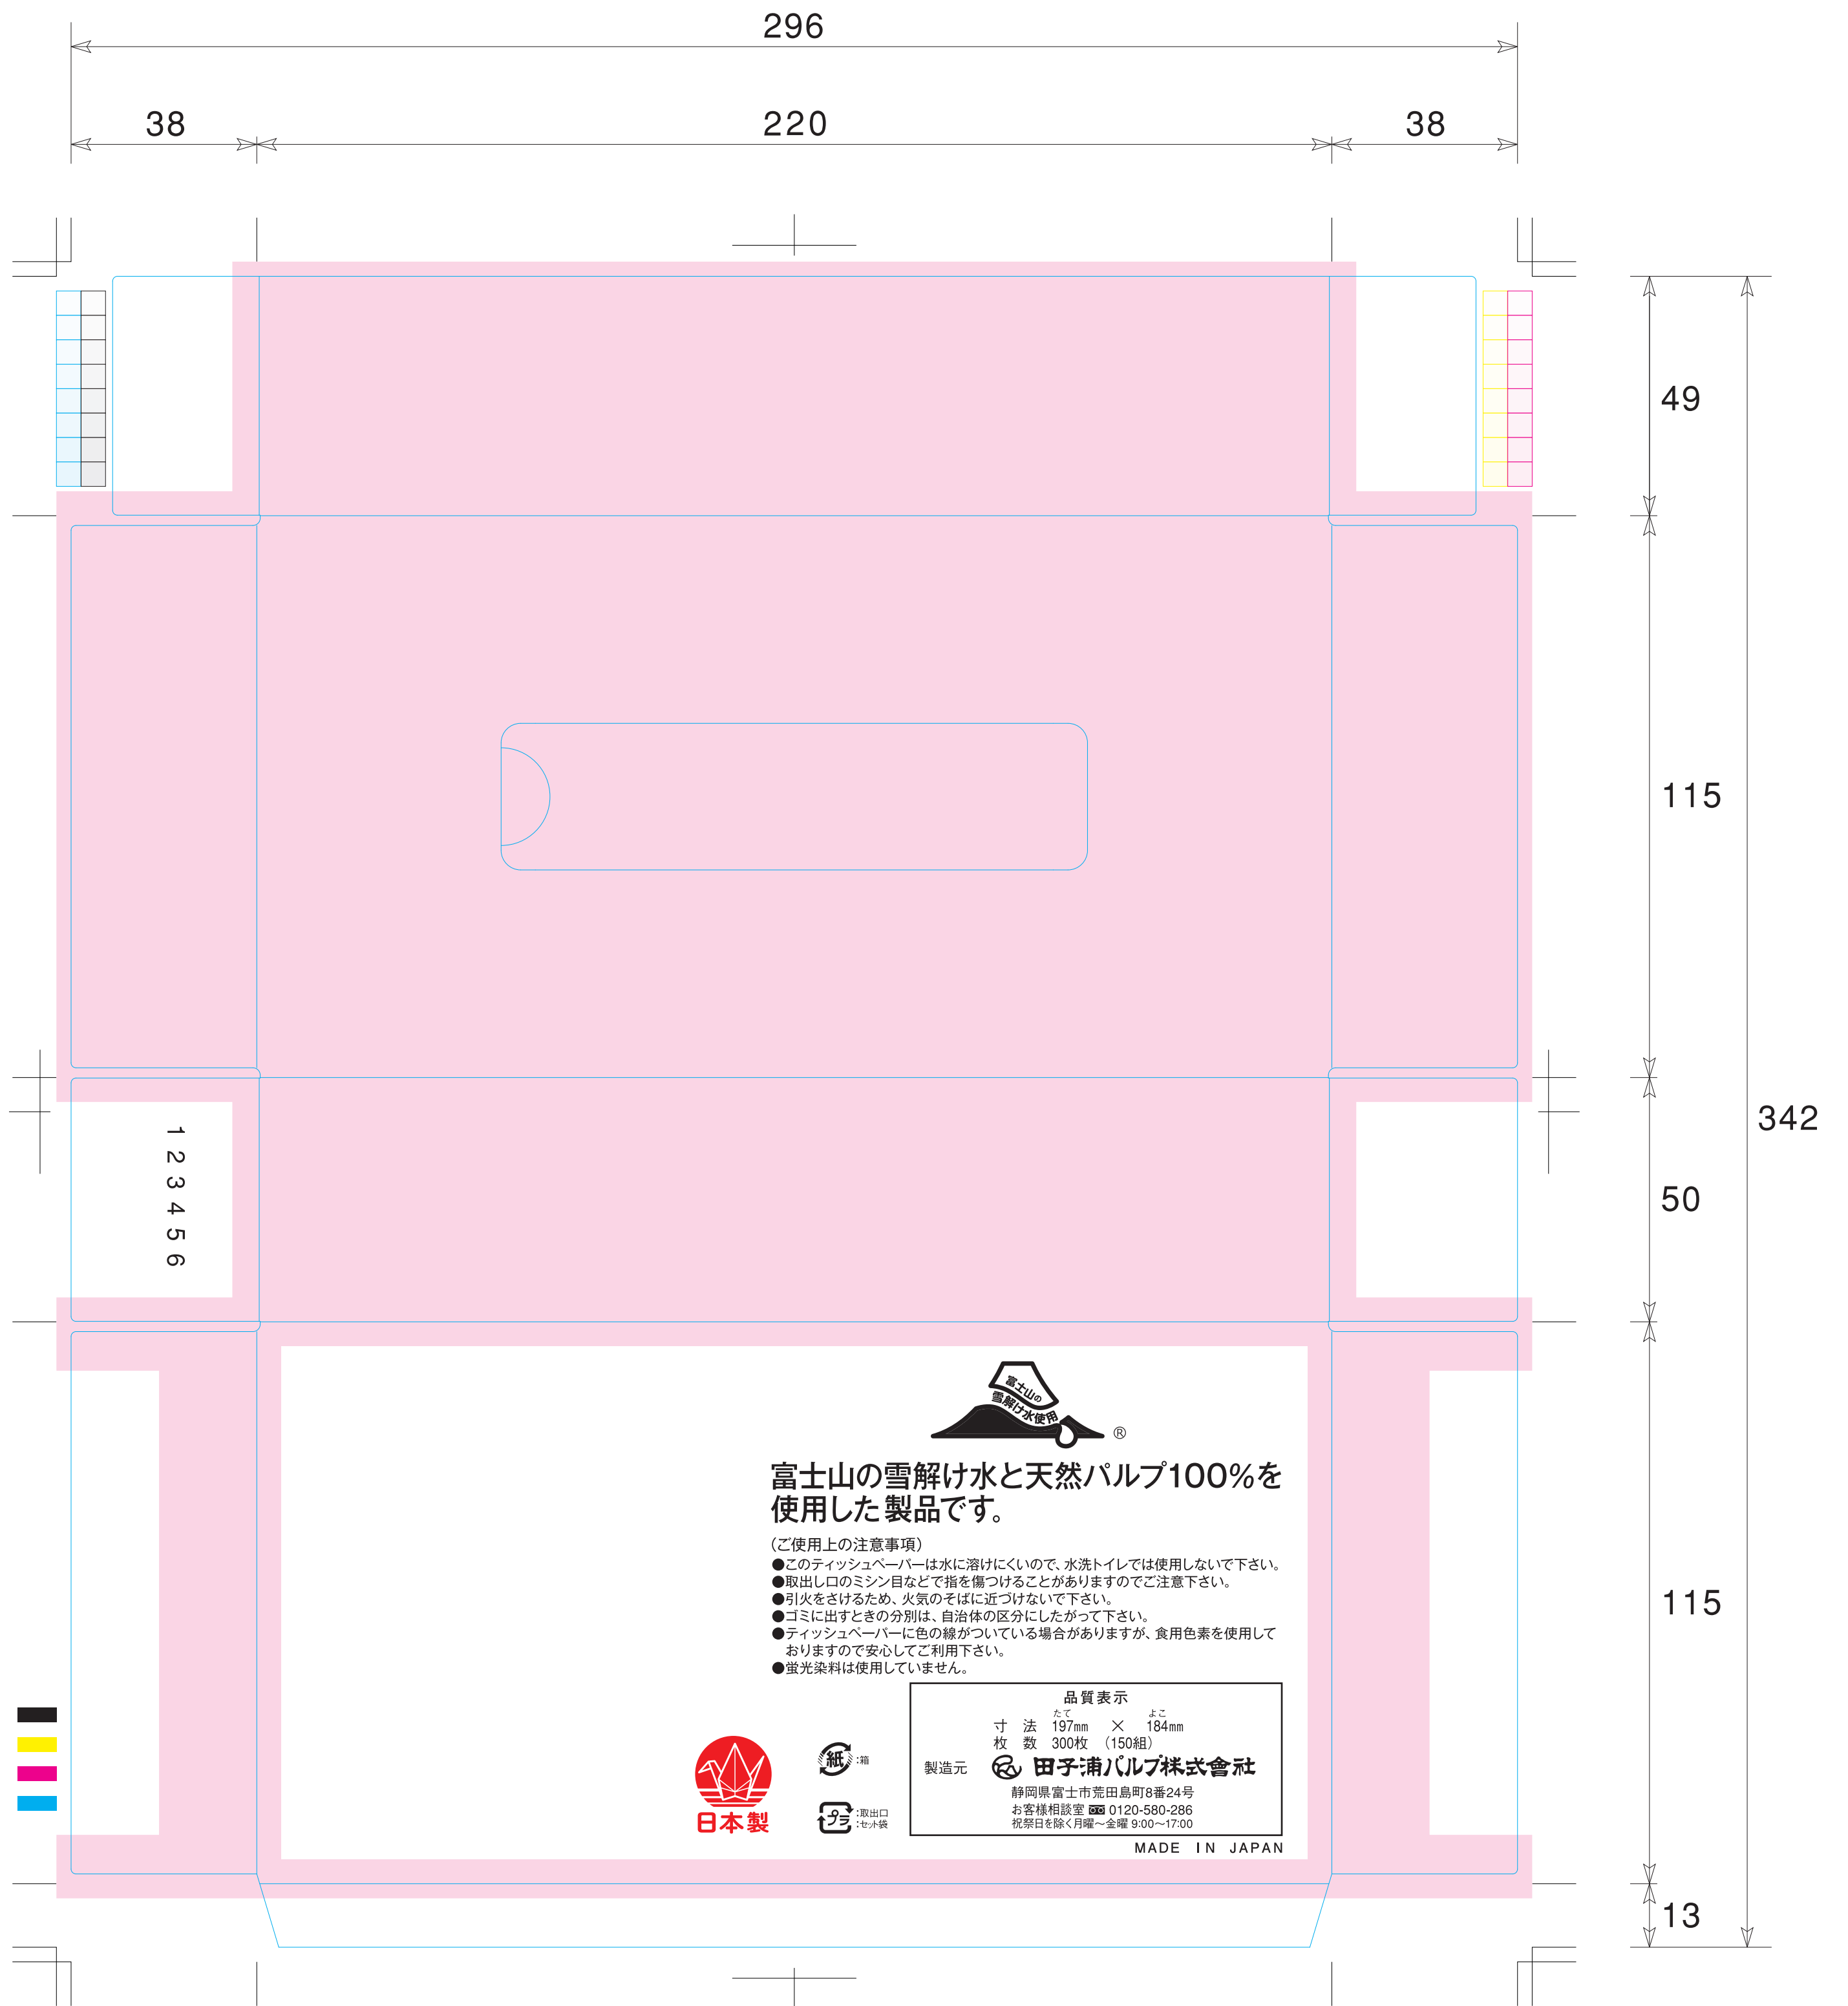 296
38
220
38
49
115
342
50
123456
富士山の
雪解け水使用
®
富士山の雪解け水と天然パルプ100%を
使用した製品です。
(ご使用上の注意事項)
●このティッシュペーパーは水に溶けにくいので、水洗トイレでは使用しないで下さい。
●取出し口のミシン目などで指を傷つけることがありますのでご注意下さい。
●引火をさけるため、火気のそばに近づけないで下さい。
●ゴミに出すときの分別は、自治体の区分にしたがって下さい。
●ティッシュペーパーに色の線がついている場合がありますが、食用色素を使用して
おりますので安心してご利用下さい。
●蛍光染料は使用していません。
115
品質表示
たて よこ
寸 法 197mm × 184mm
枚 数 300枚 (150組)
製造元 田子浦パルプ株式會社
静岡県富士市荒田島町8番24号
お客様相談室 0120-580-286
祝祭日を除く月曜〜金曜 9:00〜17:00
紙 :箱
プラ :取出口
:セット袋
日本製
MADE IN JAPAN
13